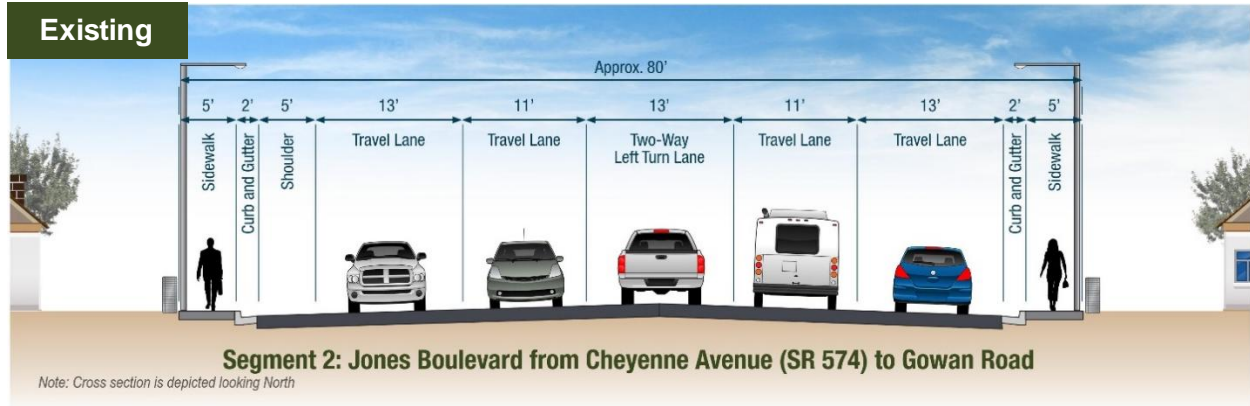 Existing
Approx. 80'
5'
2'
5'
13'
11'
13'
11'
13'
2'
5'
Sidewalk
Curb and Gutter
Shoulder
Travel Lane
Travel Lane
Two-Way
Left Turn Lane
Travel Lane
Travel Lane
Curb and Gutter
Sidewalk
Segment 2: Jones Boulevard from Cheyenne Avenue (SR 574) to Gowan Road
Note: Cross section is depicted looking North